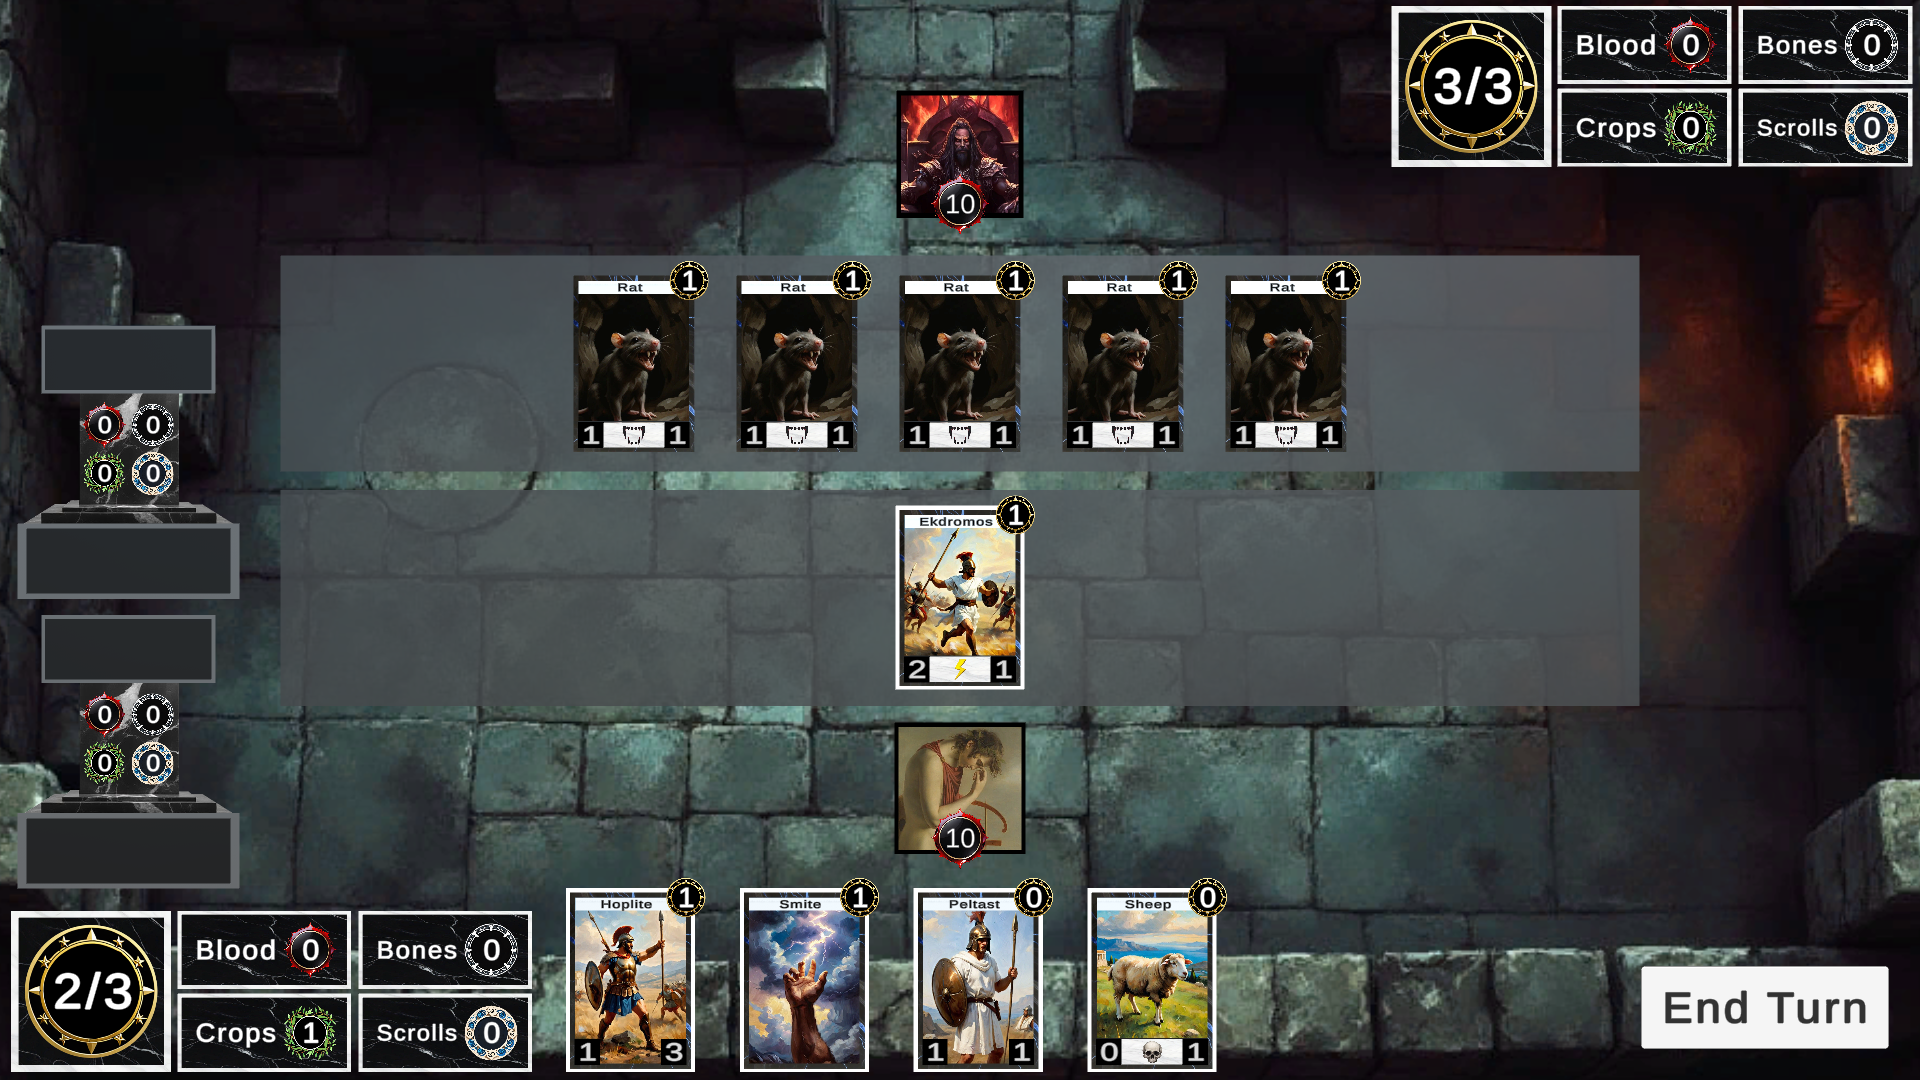 3/3
Blood 0
Bones 0
Crops 0
Scrolls 0
10
Rat 1
1 1
Rat 1
1 1
Rat 1
1 1
Rat 1
1 1
Rat 1
1 1
0 0
0 0
Ekdromos 1
2 1
0 0
0 0
10
2/3
Blood 0
Bones 0
Crops 1
Scrolls 0
Hoplite 1
1 3
Smite 1
Peltast 0
1 1
Sheep 0
0 1
End Turn